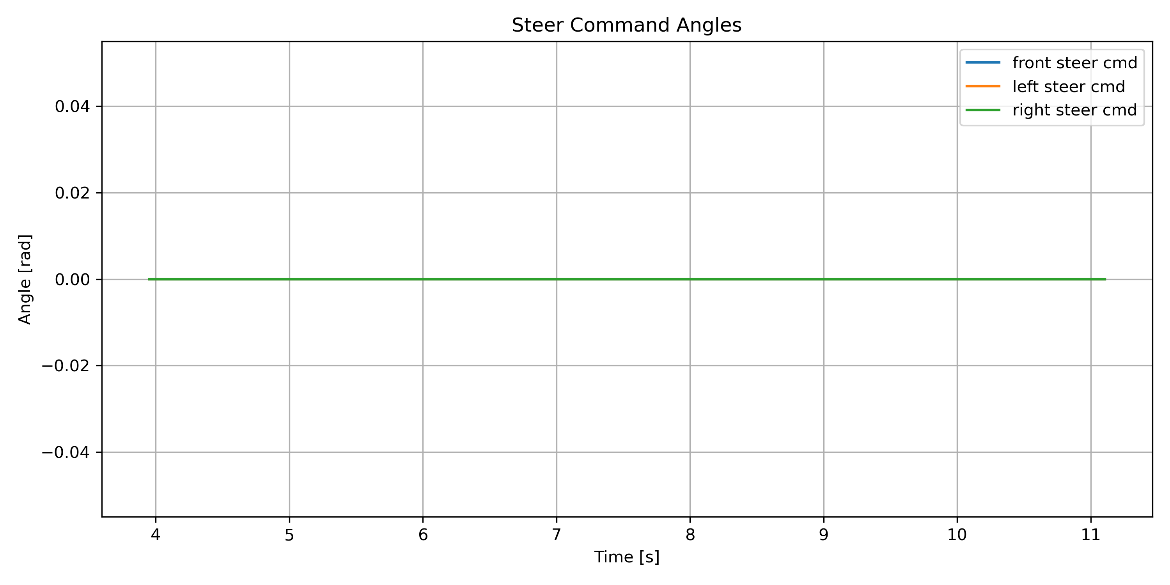 Steer Command Angles
front steer cmd
left steer cmd
right steer cmd
0.04
0.02
0.00
−0.02
−0.04
Angle [rad]
4 5 6 7 8 9 10 11
Time [s]